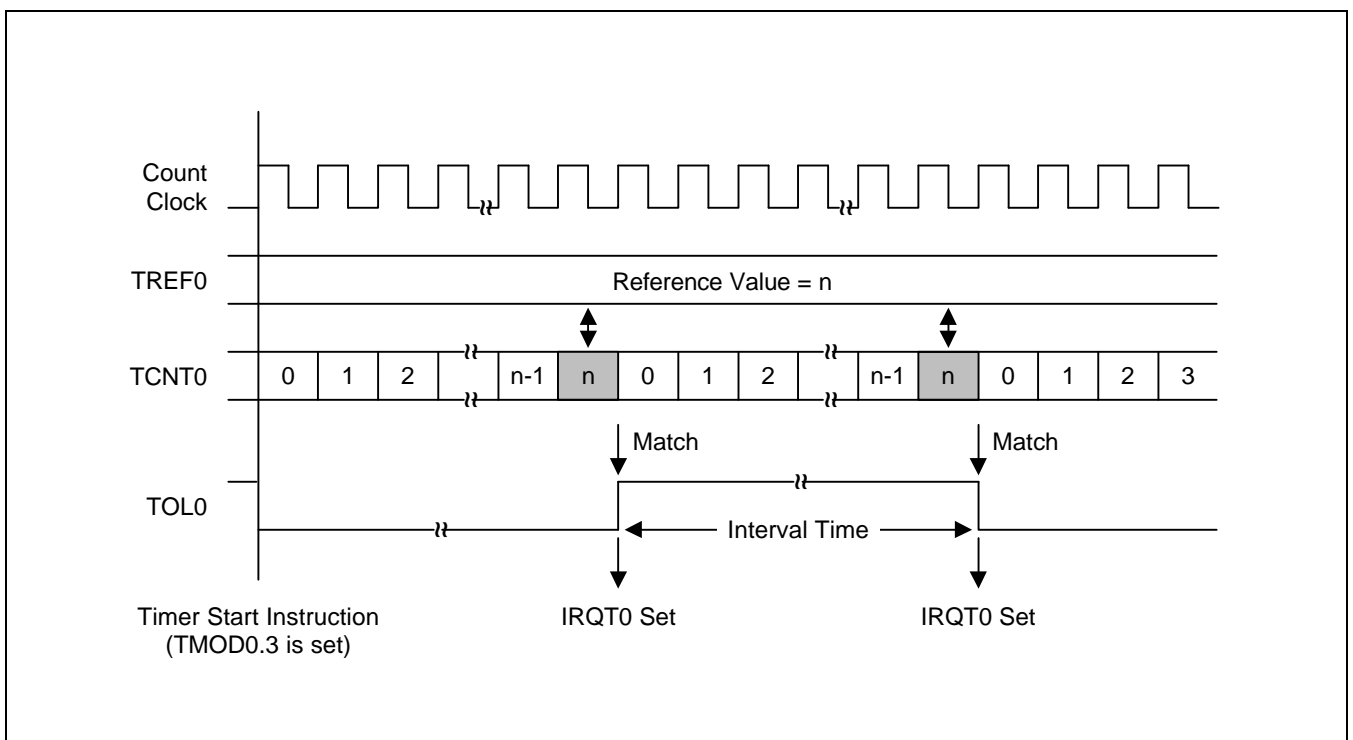 Count
Clock
TREF0
Reference Value = n
TCNT0
0 1 2 n-1 n 0 1 2 n-1 n 0 1 2 3
Match Match
TOL0
Interval Time
Timer Start Instruction
(TMOD0.3 is set)
IRQT0 Set IRQT0 Set